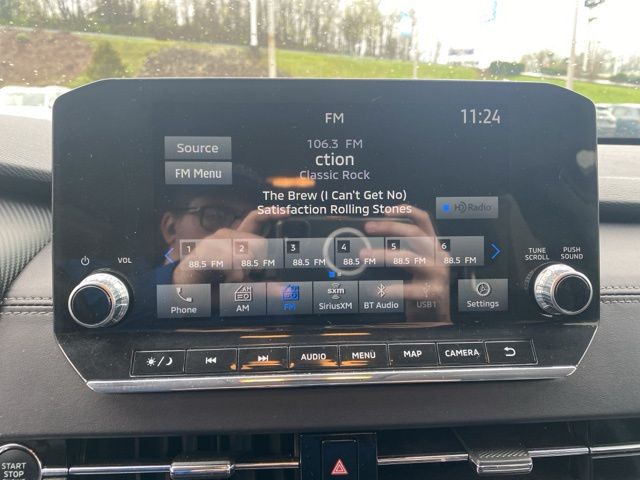 FM
11:24
Source
106.3 FM
ction
Classic Rock
FM Menu
The Brew (I Can't Get No)
Satisfaction Rolling Stones
HD Radio
1 2 3 4 5 6
88.5 FM 88.5 FM 88.5 FM 88.5 FM 88.5 FM 88.5 FM
VOL
TUNE SCROLL
PUSH SOUND
sxm
Phone AM FM SiriusXM BT Audio USB1 Settings
AUDIO MENU MAP CAMERA
START
STOP